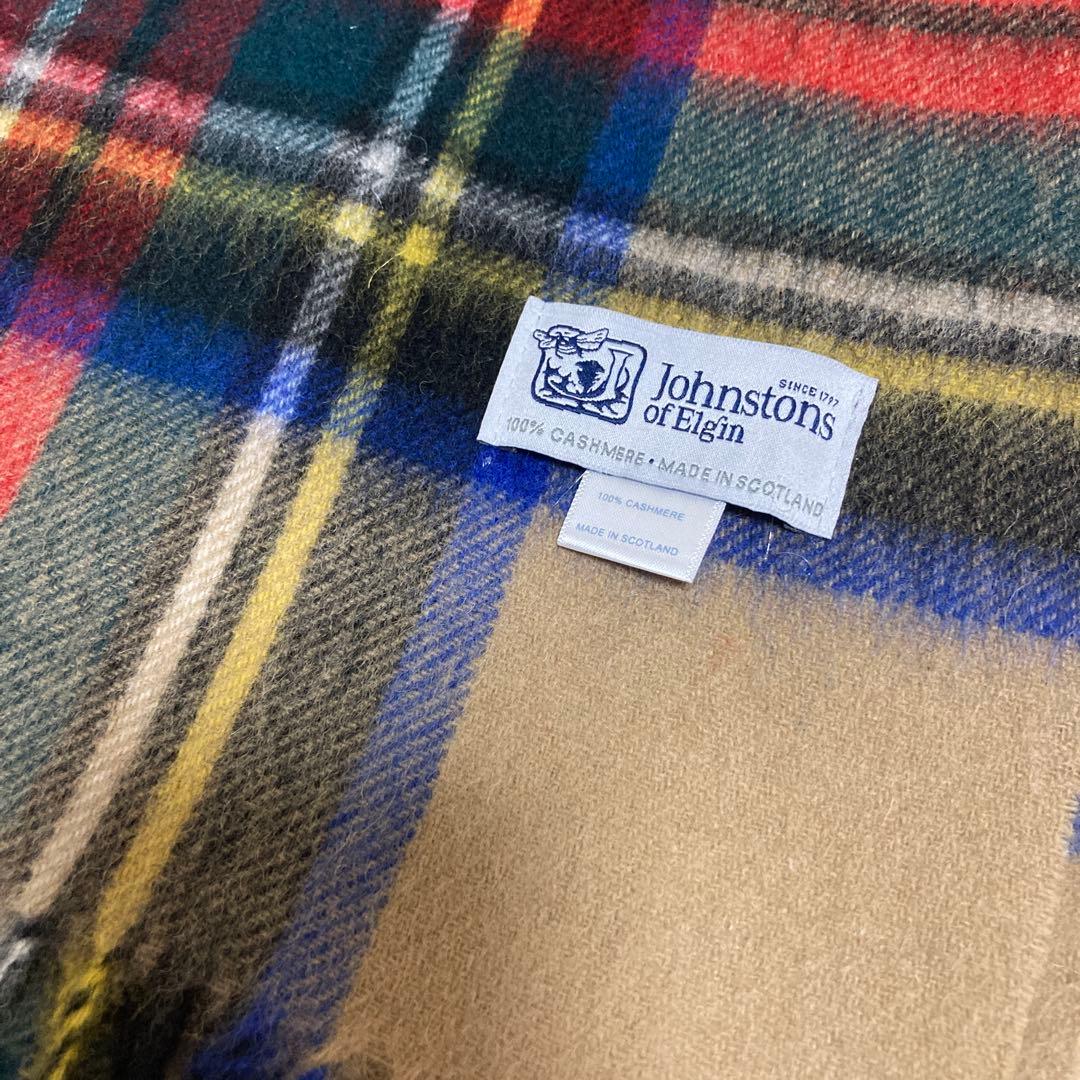 SINCE 1797
Johnstons
of Elgin
100% CASHMERE • MADE IN SCOTLAND
100% CASHMERE
MADE IN SCOTLAND